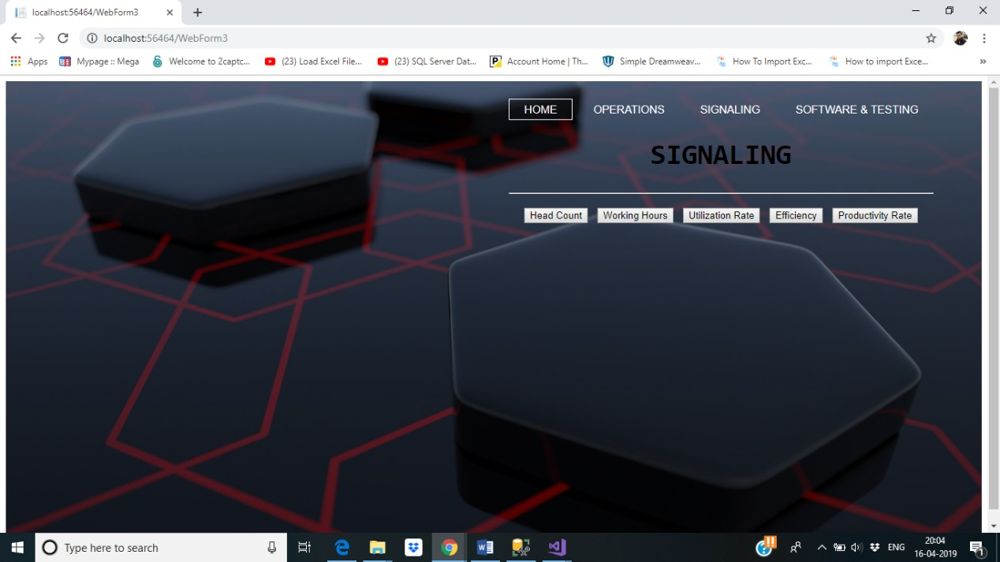 localhost:56464/WebForm3
localhost:56464/WebForm3
Apps Mypage :: Mega Welcome to 2captc... (23) Load Excel File... (23) SQL Server Dat... Account Home | Th... Simple Dreamweav... How To Import Exc... How to import Exce... »
HOME OPERATIONS SIGNALING SOFTWARE & TESTING
SIGNALING
Head Count Working Hours Utilization Rate Efficiency Productivity Rate
Type here to search
ENG
20:04
16-04-2019
1